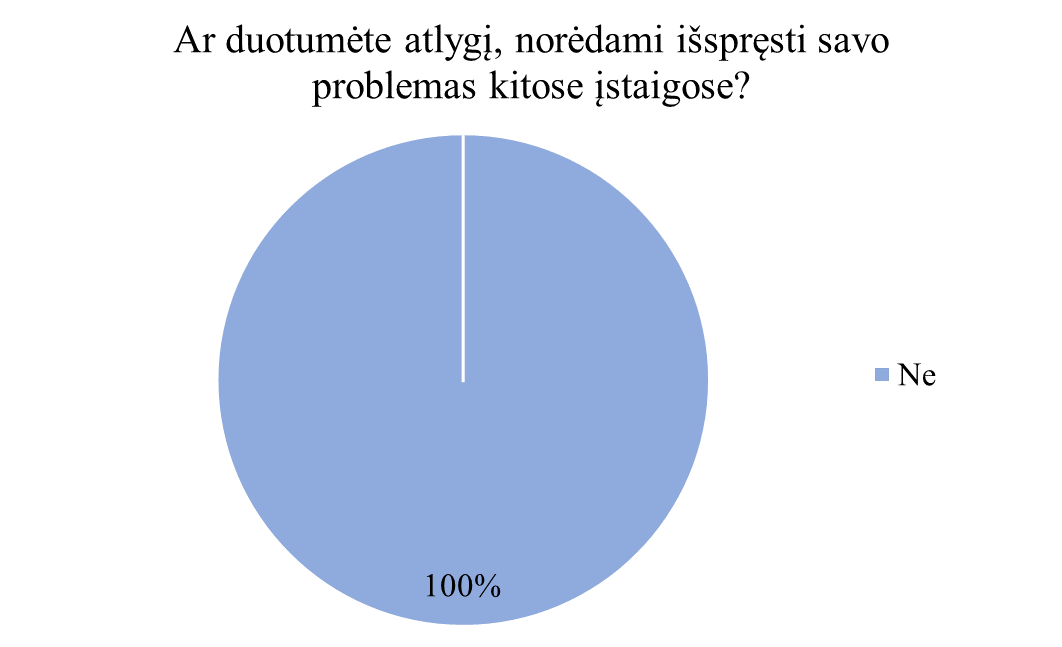 Ar duotumėte atlygį, norėdami išspręsti savo
problemas kitose įstaigose?
Ne
100%